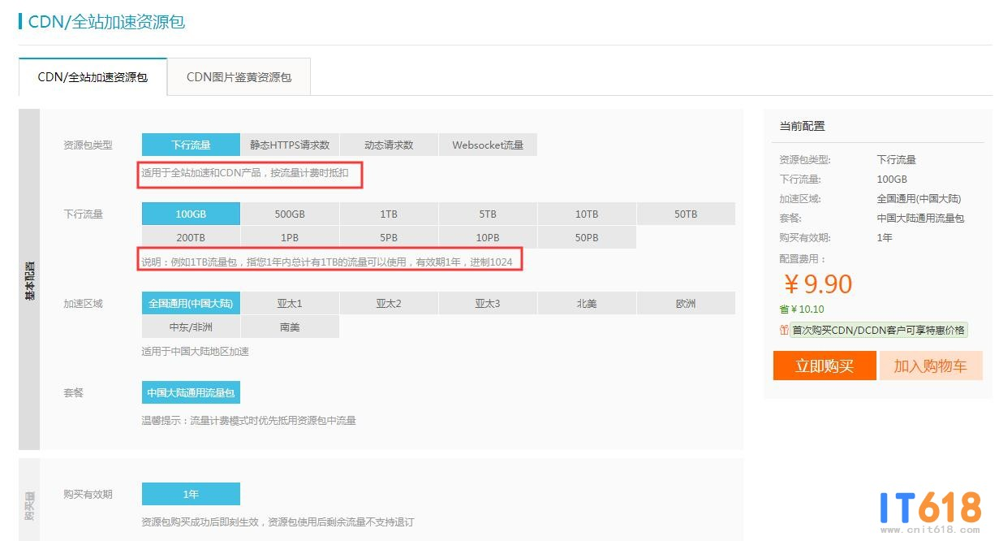 CDN/全站加速资源包
CDN/全站加速资源包
CDN图片鉴黄资源包
基本配置
资源包类型
下行流量
静态HTTPS请求数
动态请求数
Websocket流量
适用于全站加速和CDN产品，按流量计费时抵扣
下行流量
100GB
500GB
1TB
5TB
10TB
50TB
200TB
1PB
5PB
10PB
50PB
说明：例如1TB流量包，指您1年内总计有1TB的流量可以使用，有效期1年，进制1024
加速区域
全国通用(中国大陆)
亚太1
亚太2
亚太3
北美
欧洲
中东/非洲
南美
适用于中国大陆地区加速
套餐
中国大陆通用流量包
温馨提示：流量计费模式时优先抵用资源包中流量
购买量
购买有效期
1年
资源包购买成功后即刻生效，资源包使用后剩余流量不支持退订
当前配置
资源包类型: 下行流量
下行流量: 100GB
加速区域: 全国通用(中国大陆)
套餐: 中国大陆通用流量包
购买有效期: 1年
配置费用：
￥9.90
省￥10.10
首次购买CDN/DCDN客户可享特惠价格
立即购买
加入购物车
IT618
www.cnit618.com